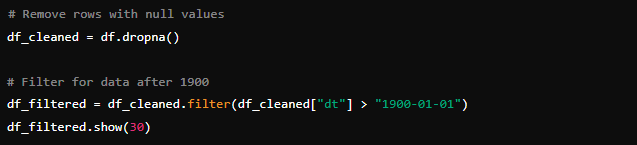 # Remove rows with null values
df_cleaned = df.dropna()
# Filter for data after 1900
df_filtered = df_cleaned.filter(df_cleaned["dt"] > "1900-01-01")
df_filtered.show(30)